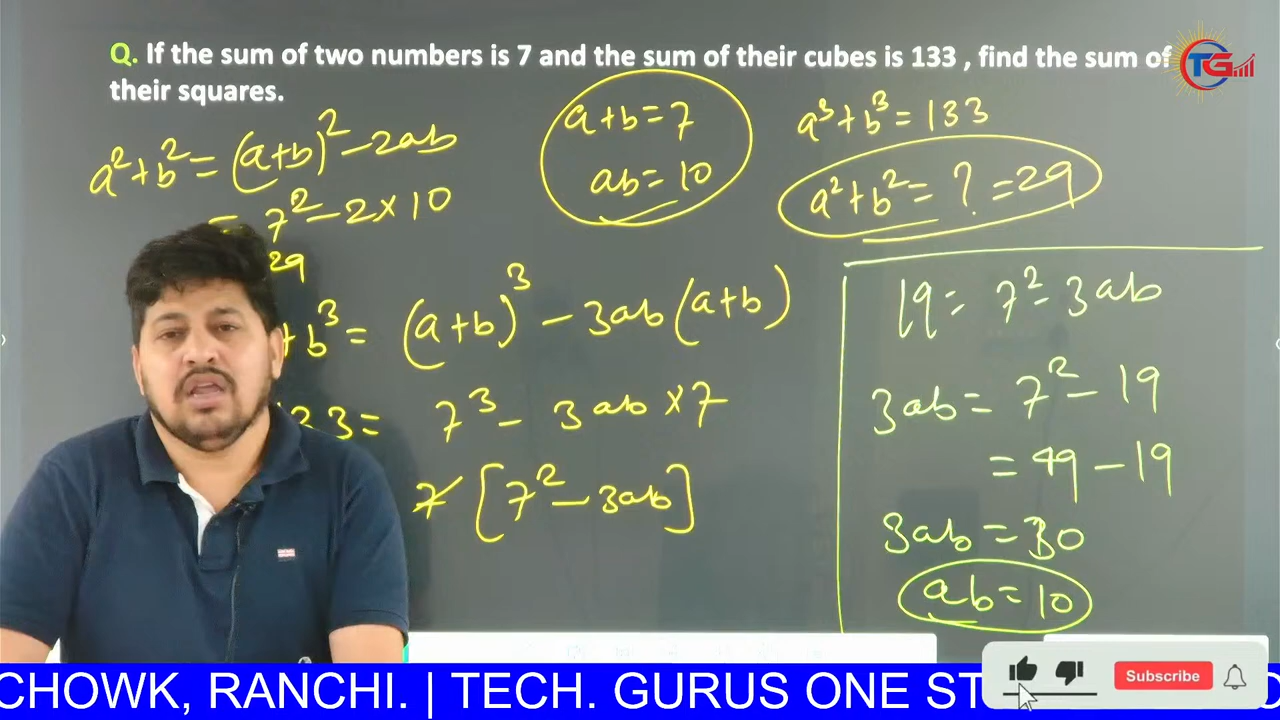 Q. If the sum of two numbers is 7 and the sum of their cubes is 133 , find the sum of
their squares.
TG
a²+b² = (a+b)² - 2ab
= 7² - 2 × 10
29
a+b = 7
ab = 10
a³+b³ = 133
a²+b² = ? = 29
+ b³ = (a+b)³ - 3ab(a+b)
33 = 7³ - 3ab × 7
7 [7² - 3ab]
19 = 7² - 3ab
3ab = 7² - 19
= 49 - 19
3ab = 30
ab = 10
CHOWK, RANCHI. | TECH. GURUS ONE ST
Subscribe